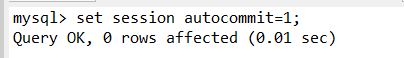 mysql> set session autocommit=1;
Query OK, 0 rows affected (0.01 sec)